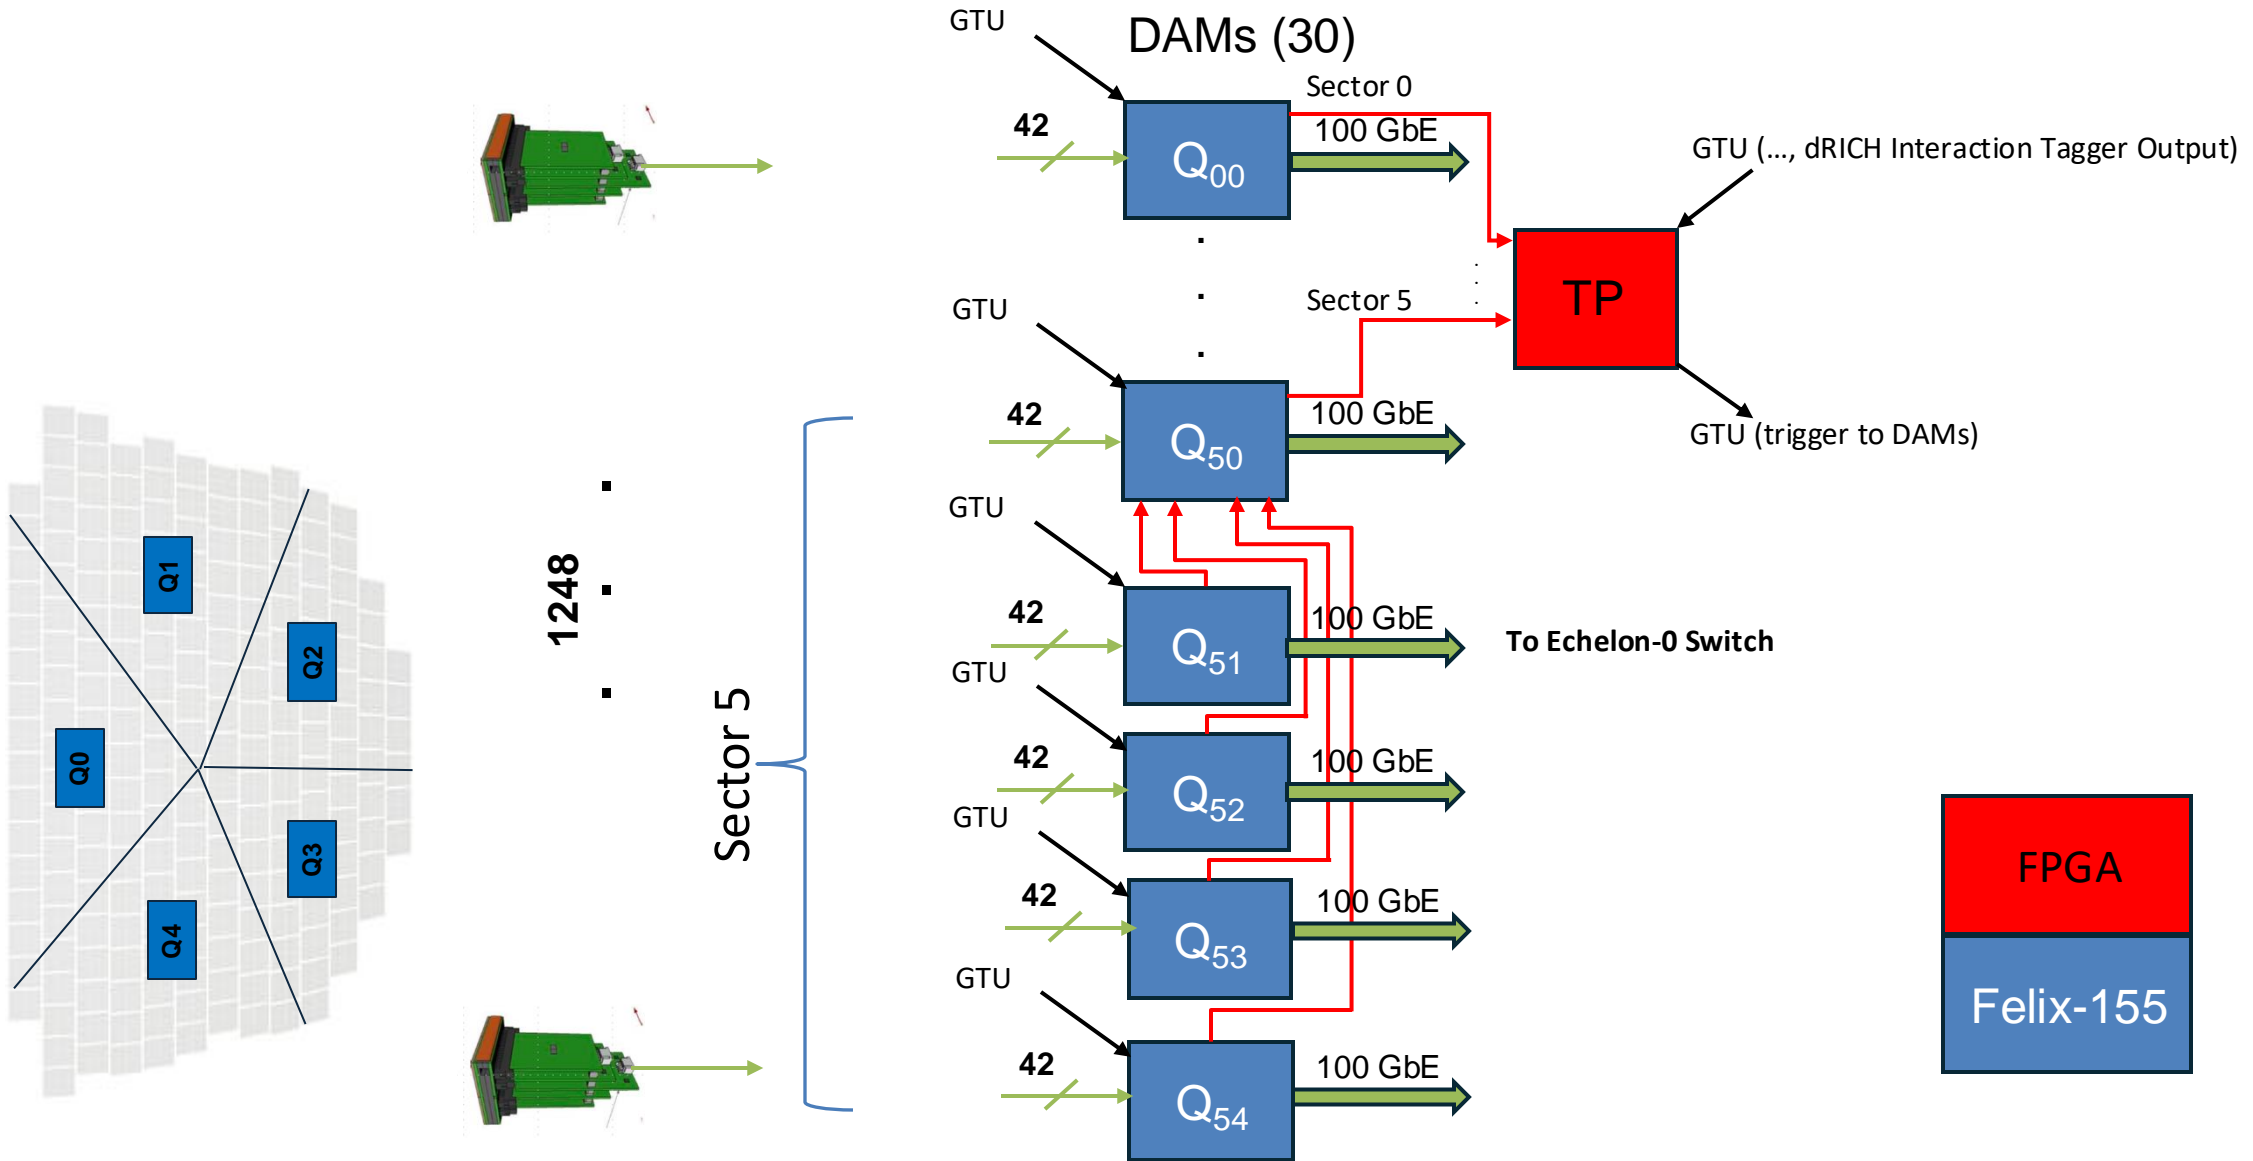 GTU
DAMs (30)
Sector 0
42
100 GbE
Q00
GTU (…, dRICH Interaction Tagger Output)
.
.
.
TP
GTU
Sector 5
42
100 GbE
Q50
GTU (trigger to DAMs)
GTU
42
100 GbE
Q51
To Echelon-0 Switch
GTU
42
100 GbE
Q52
GTU
42
100 GbE
Q53
GTU
42
100 GbE
Q54
Q1
Q2
Q0
Q3
Q4
1248
Sector 5
FPGA
Felix-155